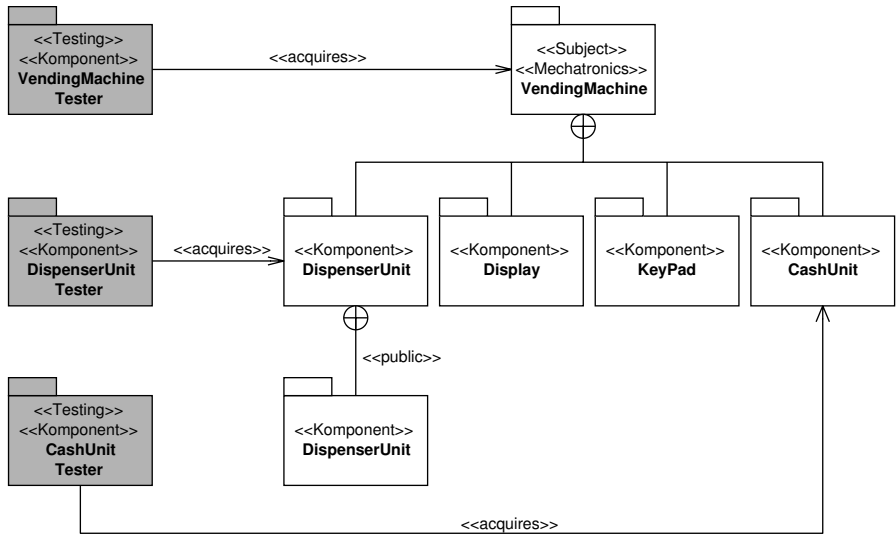 <<Testing>>
<<Komponent>>
VendingMachine
Tester
<<acquires>>
<<Subject>>
<<Mechatronics>>
VendingMachine
<<Testing>>
<<Komponent>>
DispenserUnit
Tester
<<acquires>>
<<Komponent>>
DispenserUnit
<<Komponent>>
Display
<<Komponent>>
KeyPad
<<Komponent>>
CashUnit
<<public>>
<<Testing>>
<<Komponent>>
CashUnit
Tester
<<Komponent>>
DispenserUnit
<<acquires>>